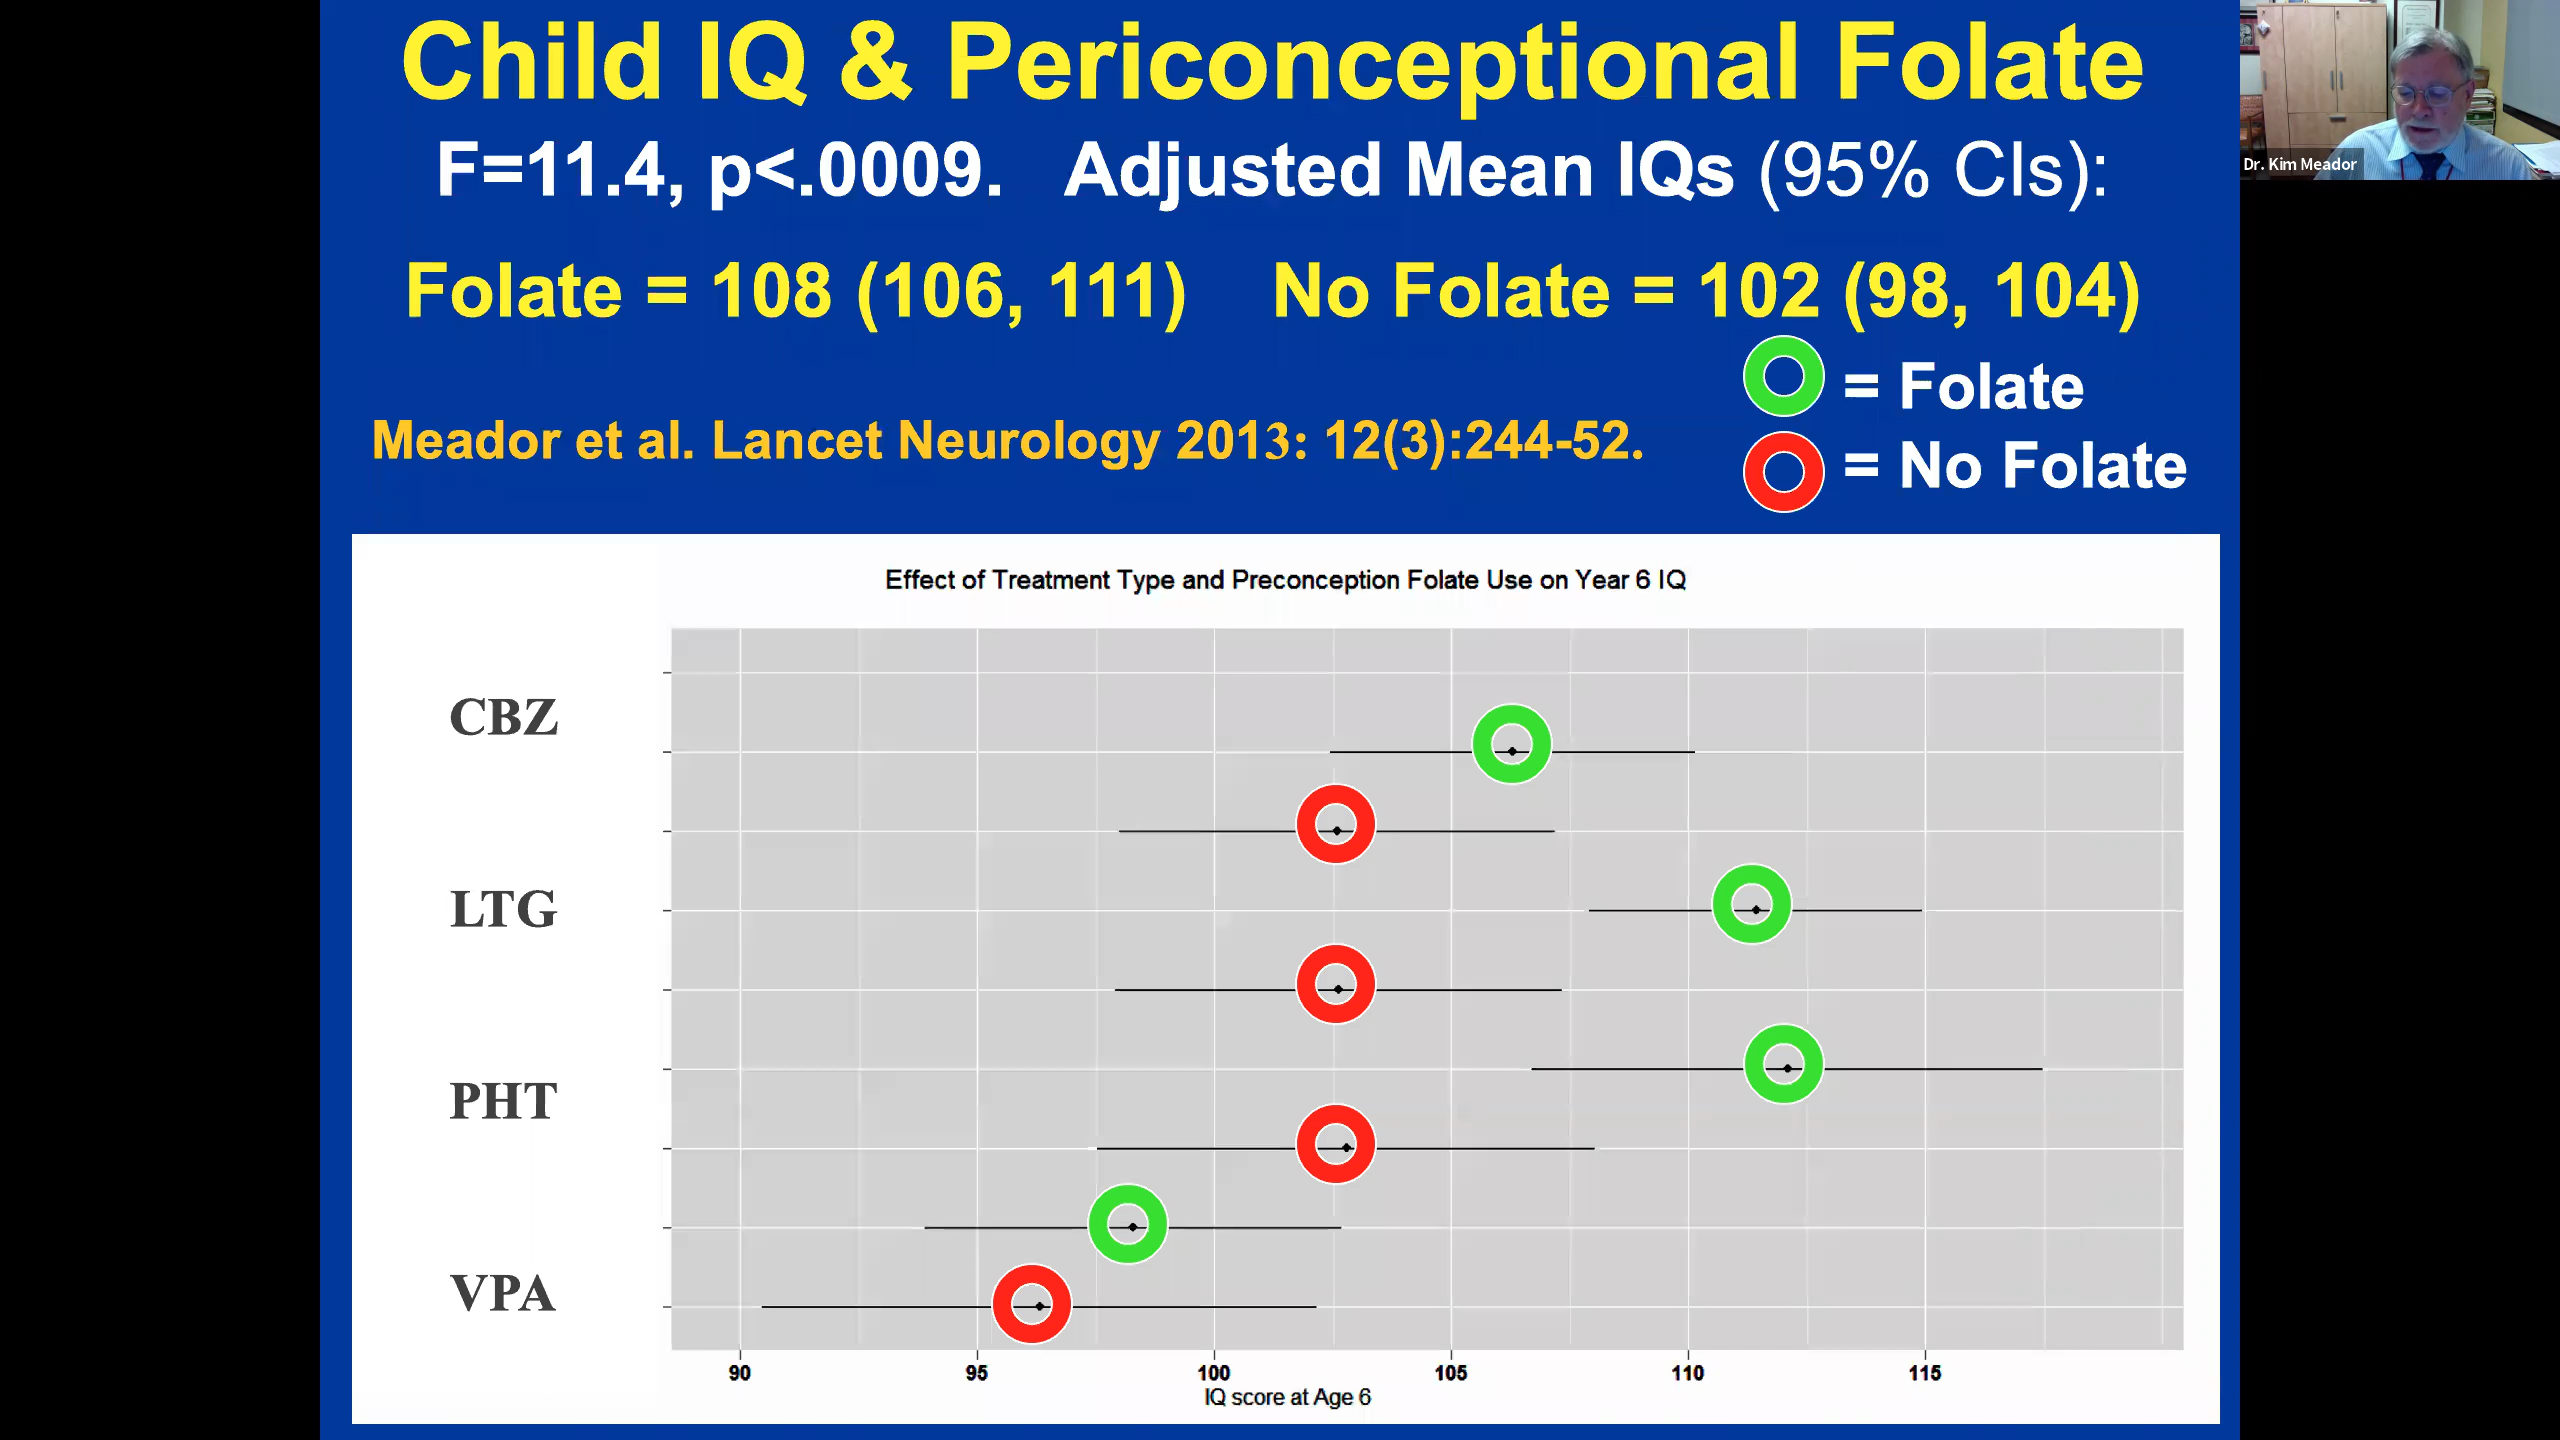 Child IQ & Periconceptional Folate
F=11.4, p<.0009. Adjusted Mean IQs (95% CIs):
Folate = 108 (106, 111) No Folate = 102 (98, 104)
= Folate
Meador et al. Lancet Neurology 2013: 12(3):244-52.
= No Folate
Dr. Kim Meador
Effect of Treatment Type and Preconception Folate Use on Year 6 IQ
CBZ
LTG
PHT
VPA
90 95 100 105 110 115
IQ score at Age 6